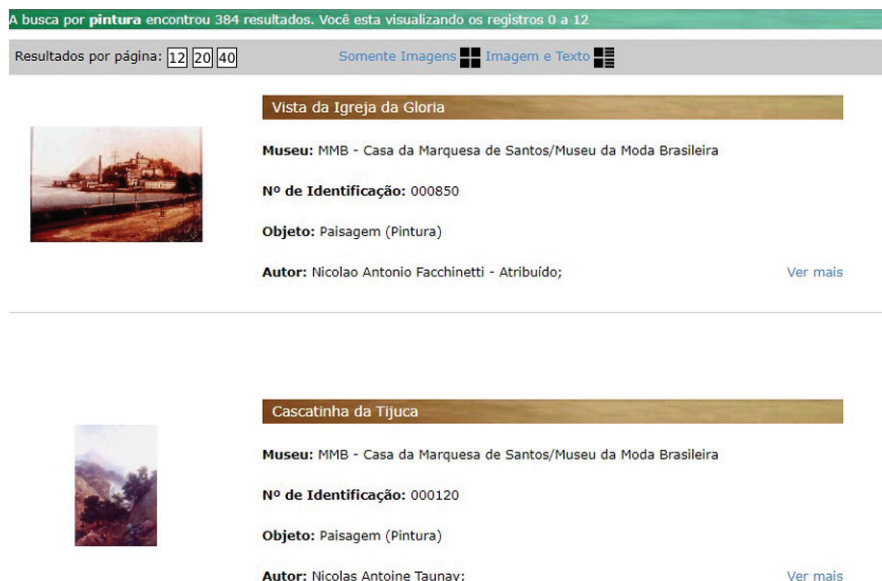 A busca por pintura encontrou 384 resultados. Você esta visualizando os registros 0 a 12
Resultados por página: 12 20 40 Somente Imagens Imagem e Texto
Vista da Igreja da Gloria
Museu: MMB - Casa da Marquesa de Santos/Museu da Moda Brasileira
Nº de Identificação: 000850
Objeto: Paisagem (Pintura)
Autor: Nicolao Antonio Facchinetti - Atribuído; Ver mais
Cascatinha da Tijuca
Museu: MMB - Casa da Marquesa de Santos/Museu da Moda Brasileira
Nº de Identificação: 000120
Objeto: Paisagem (Pintura)
Autor: Nicolas Antoine Taunay; Ver mais